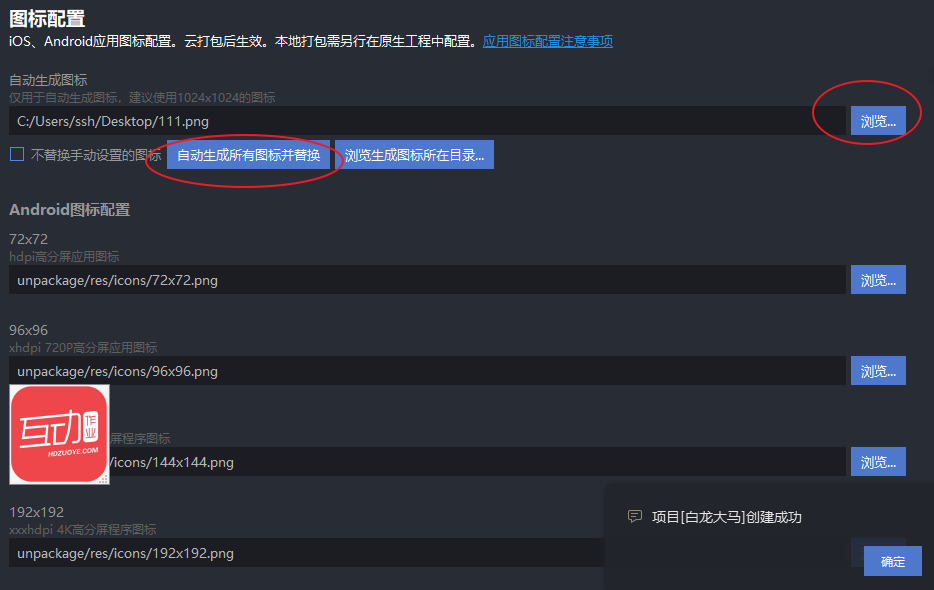 图标配置
iOS、Android应用图标配置。云打包后生效。本地打包需另行在原生工程中配置。应用图标配置注意事项
自动生成图标
仅用于自动生成图标，建议使用1024x1024的图标
C:/Users/ssh/Desktop/111.png 浏览...
不替换手动设置的图标 自动生成所有图标并替换 浏览生成图标所在目录...
Android图标配置
72x72
hdpi高分屏应用图标
unpackage/res/icons/72x72.png 浏览...
96x96
xhdpi 720P高分屏应用图标
unpackage/res/icons/96x96.png 浏览...
互动作业
HDZUOYE.COM
屏程序图标
/icons/144x144.png 浏览...
192x192
xxxhdpi 4K高分屏程序图标
unpackage/res/icons/192x192.png
项目[白龙大马]创建成功
确定